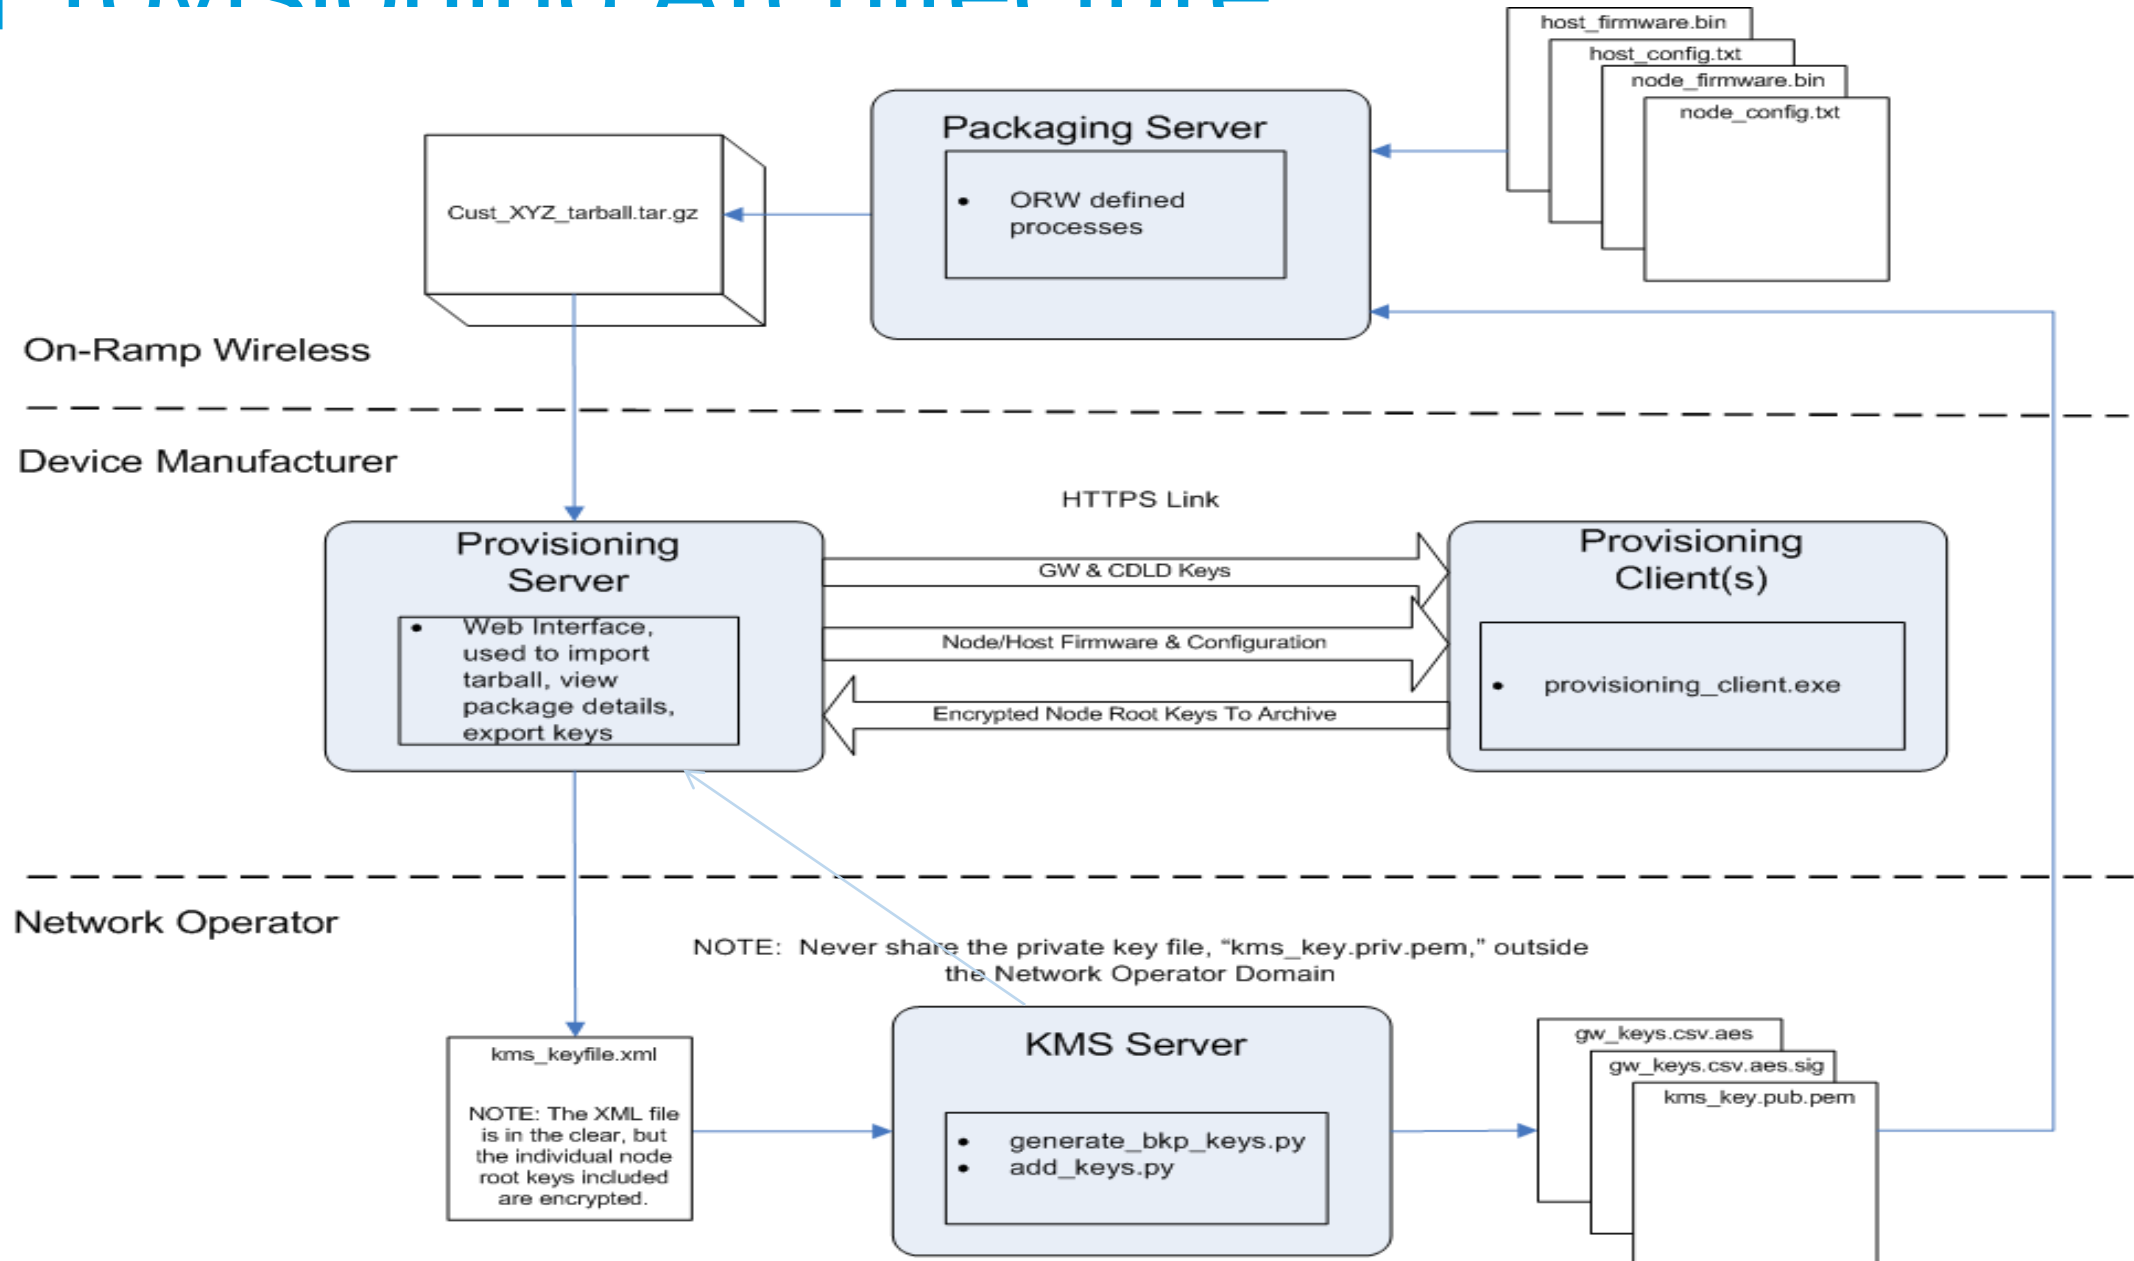 host_firmware.bin
host_config.txt
node_firmware.bin
node_config.txt
Packaging Server
• ORW defined
processes
Cust_XYZ_tarball.tar.gz
On-Ramp Wireless
Device Manufacturer
HTTPS Link
Provisioning
Server
• Web Interface,
used to import
tarball, view
package details,
export keys
GW & CDLD Keys
Node/Host Firmware & Configuration
Encrypted Node Root Keys To Archive
Provisioning
Client(s)
• provisioning_client.exe
Network Operator
NOTE: Never share the private key file, “kms_key.priv.pem,” outside
the Network Operator Domain
kms_keyfile.xml
NOTE: The XML file
is in the clear, but
the individual node
root keys included
are encrypted.
KMS Server
• generate_bkp_keys.py
• add_keys.py
gw_keys.csv.aes
gw_keys.csv.aes.sig
kms_key.pub.pem